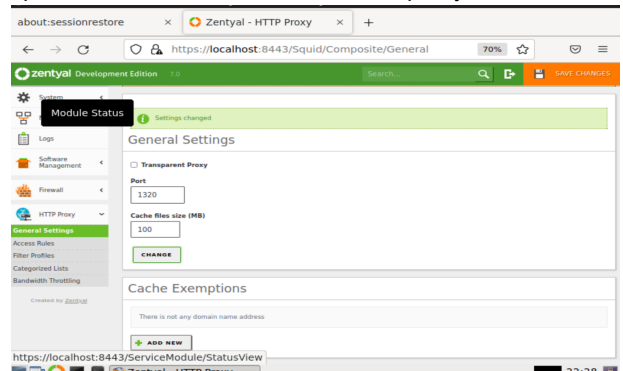 about:sessionrestore × Zentyal - HTTP Proxy × +
https://localhost:8443/Squid/Composite/General 70%
zentyal Development Edition 7.0 Search... SAVE CHANGES
System
Module Status
Settings changed
Logs
General Settings
Software Management
Transparent Proxy
Port
Firewall
1320
HTTP Proxy
Cache files size (MB)
General Settings
100
Access Rules
Filter Profiles
CHANGE
Categorized Lists
Bandwidth Throttling
Cache Exemptions
Created by Zentyal
There is not any domain name address
+ ADD NEW
https://localhost:8443/ServiceModule/StatusView
Zentyal - HTTP Proxy